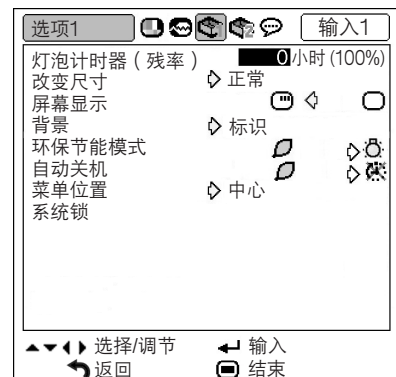 选项1 输入1
灯泡计时器（残率） 0小时(100%)
改变尺寸 正常
屏幕显示
背景 标识
环保节能模式
自动关机
菜单位置 中心
系统锁
选择/调节 输入
返回 结束